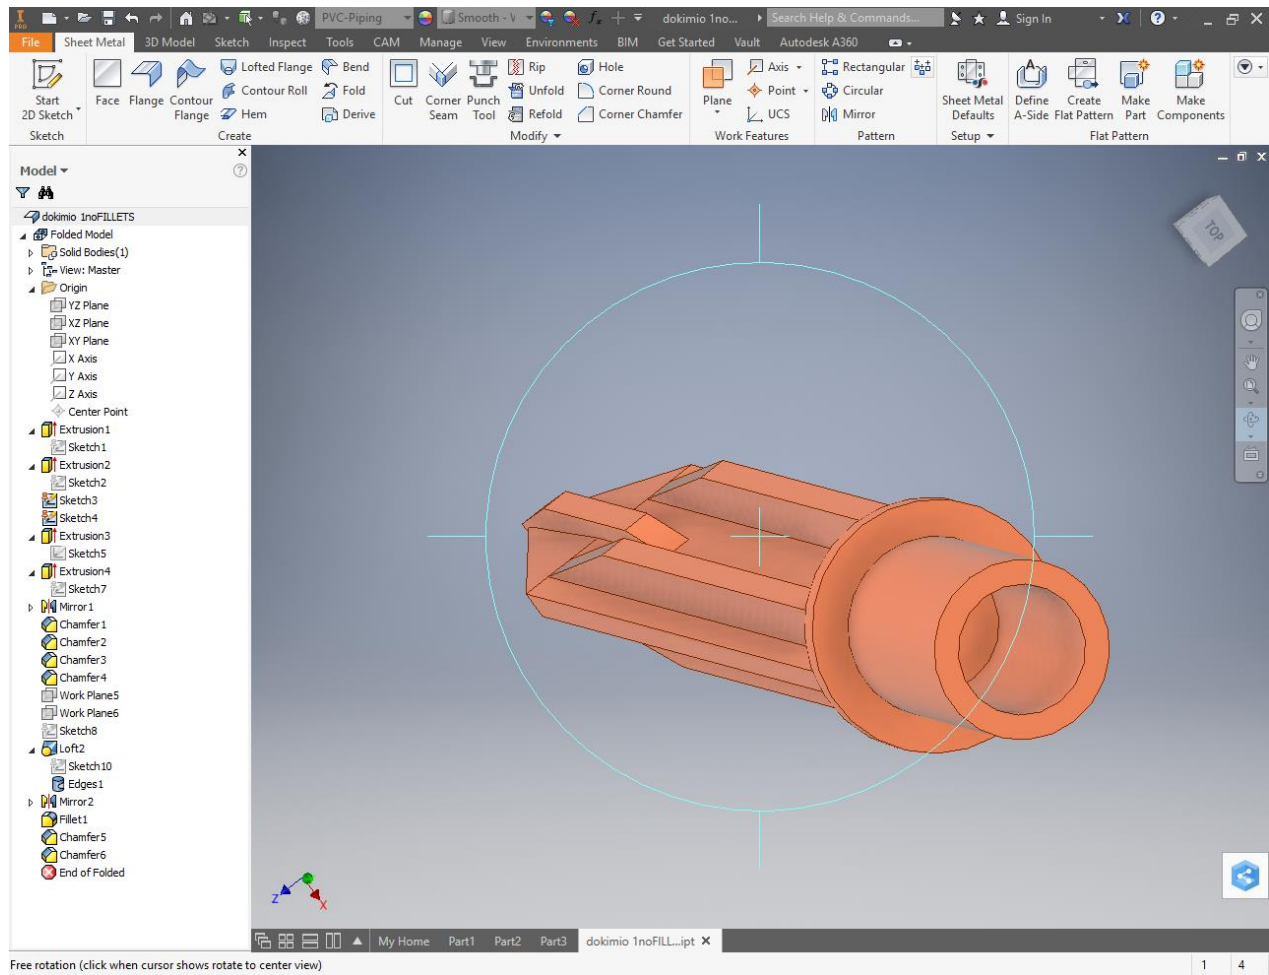 I
PRO
PVC-Piping
Smooth - V
dokimio 1no...
Search Help & Commands...
Sign In
File Sheet Metal 3D Model Sketch Inspect Tools CAM Manage View Environments BIM Get Started Vault Autodesk A360
Start
2D Sketch
Face
Flange
Contour
Flange
Lofted Flange
Contour Roll
Hem
Bend
Fold
Derive
Cut
Corner
Seam
Punch
Tool
Rip
Unfold
Refold
Hole
Corner Round
Corner Chamfer
Plane
Axis
Point
UCS
Rectangular
Circular
Mirror
Sheet Metal
Defaults
Define
A-Side
Create
Flat Pattern
Make
Part
Make
Components
Sketch Create Modify Work Features Pattern Setup Flat Pattern
Model
dokimio 1noFILLETS
Folded Model
Solid Bodies(1)
View: Master
Origin
YZ Plane
XZ Plane
XY Plane
X Axis
Y Axis
Z Axis
Center Point
Extrusion1
Sketch1
Extrusion2
Sketch2
Sketch3
Sketch4
Extrusion3
Sketch5
Extrusion4
Sketch7
Mirror1
Chamfer1
Chamfer2
Chamfer3
Chamfer4
Work Plane5
Work Plane6
Sketch8
Loft2
Sketch10
Edges1
Mirror2
Fillet1
Chamfer5
Chamfer6
End of Folded
TOP
Z
X
My Home Part1 Part2 Part3 dokimio 1noFILL...ipt
Free rotation (click when cursor shows rotate to center view) 1 4